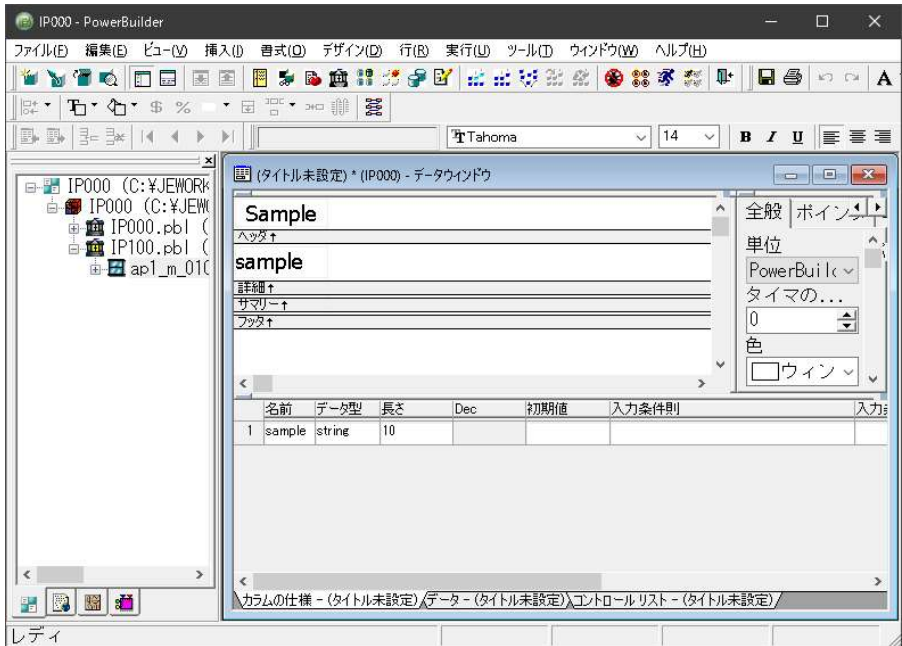 IP000 - PowerBuilder
ファイル(F) 編集(E) ビュー(V) 挿入(I) 書式(O) デザイン(D) 行(R) 実行(U) ツール(T) ウィンドウ(W) ヘルプ(H)
Tahoma 14 B I U
IP000 (C:¥JEWORK
IP000 (C:¥JEW
IP000.pbl (
IP100.pbl (
(タイトル未設定) * (IP000) - データウィンドウ
Sample
ヘッダ↑
sample
詳細↑
サマリー↑
フッタ↑
全般 ポイン
単位
PowerBuil
タイマの...
0
色
ウィン
名前 データ型 長さ Dec 初期値 入力条件則 入力
1 sample string 10
カラムの仕様 - (タイトル未設定) データ - (タイトル未設定) コントロール リスト - (タイトル未設定)
レディ